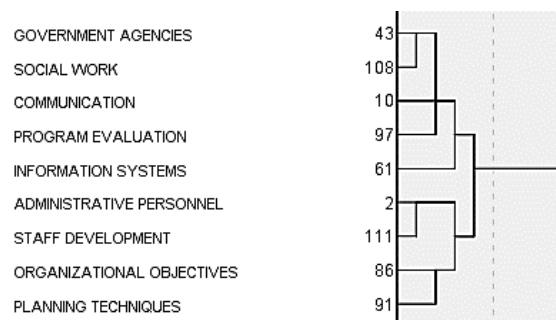 GOVERNMENT AGENCIES 43
SOCIAL WORK 108
COMMUNICATION 10
PROGRAM EVALUATION 97
INFORMATION SYSTEMS 61
ADMINISTRATIVE PERSONNEL 2
STAFF DEVELOPMENT 111
ORGANIZATIONAL OBJECTIVES 86
PLANNING TECHNIQUES 91